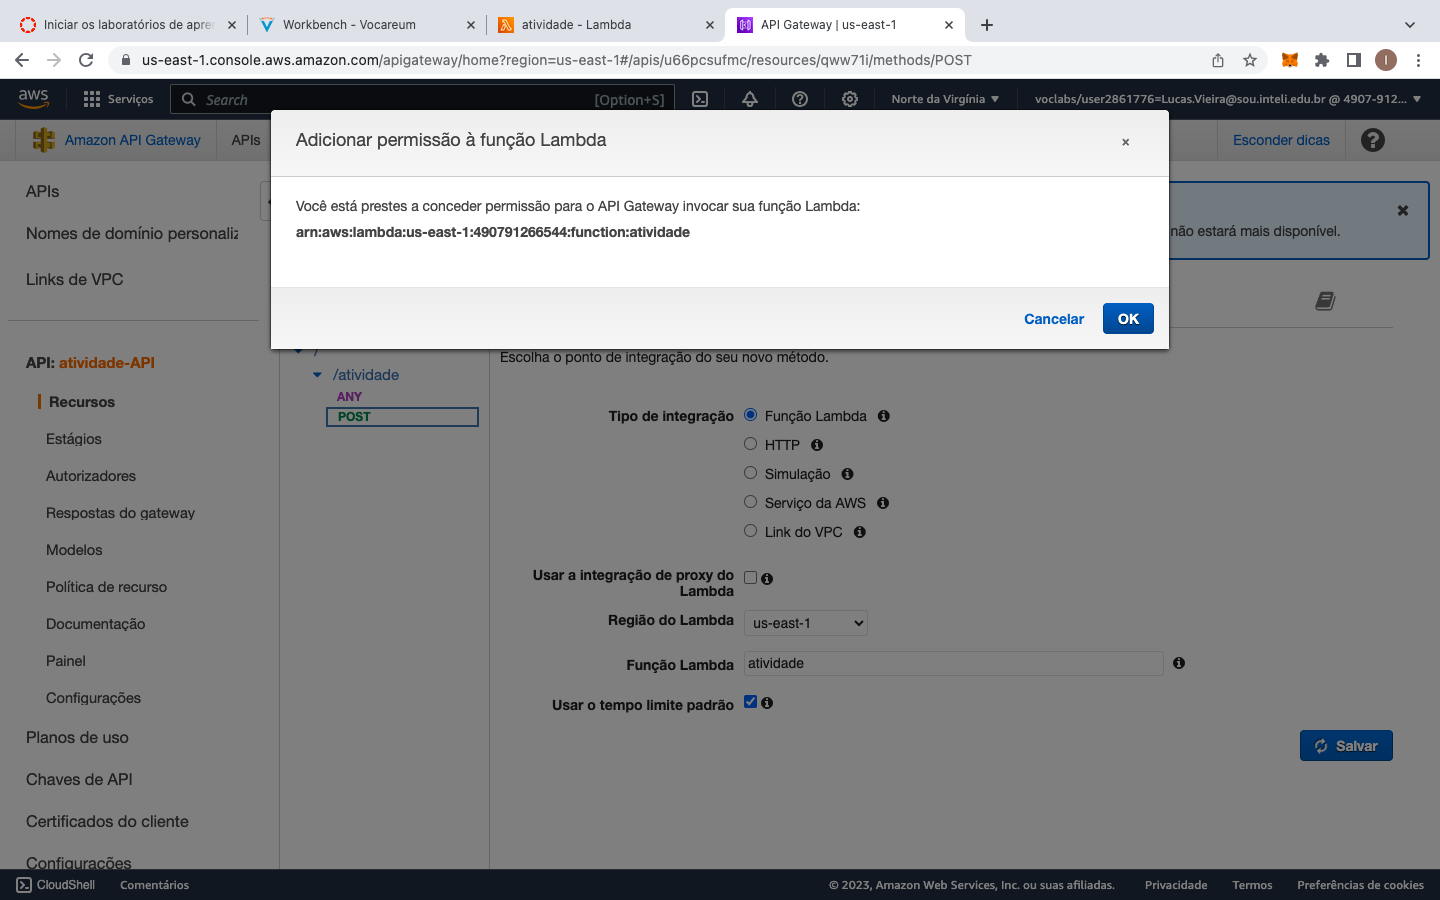 Iniciar os laboratórios de apre
Workbench - Vocareum
atividade - Lambda
API Gateway | us-east-1
us-east-1.console.aws.amazon.com/apigateway/home?region=us-east-1#/apis/u66pcsufmc/resources/qww71i/methods/POST
I
aws
Serviços
Search
[Option+S]
Norte da Virgínia
voclabs/user2861776=Lucas.Vieira@sou.inteli.edu.br @ 4907-912...
Amazon API Gateway
APIs
Esconder dicas
Adicionar permissão à função Lambda
Você está prestes a conceder permissão para o API Gateway invocar sua função Lambda:
arn:aws:lambda:us-east-1:490791266544:function:atividade
Cancelar
OK
não estará mais disponível.
APIs
Nomes de domínio personaliz
Links de VPC
API: atividade-API
Recursos
Estágios
Autorizadores
Respostas do gateway
Modelos
Política de recurso
Documentação
Painel
Configurações
Planos de uso
Chaves de API
Certificados do cliente
Configurações
/
/atividade
ANY
POST
Escolha o ponto de integração do seu novo método.
Tipo de integração
Função Lambda
HTTP
Simulação
Serviço da AWS
Link do VPC
Usar a integração de proxy do
Lambda
Região do Lambda
us-east-1
Função Lambda
atividade
Usar o tempo limite padrão
Salvar
CloudShell
Comentários
© 2023, Amazon Web Services, Inc. ou suas afiliadas.
Privacidade
Termos
Preferências de cookies